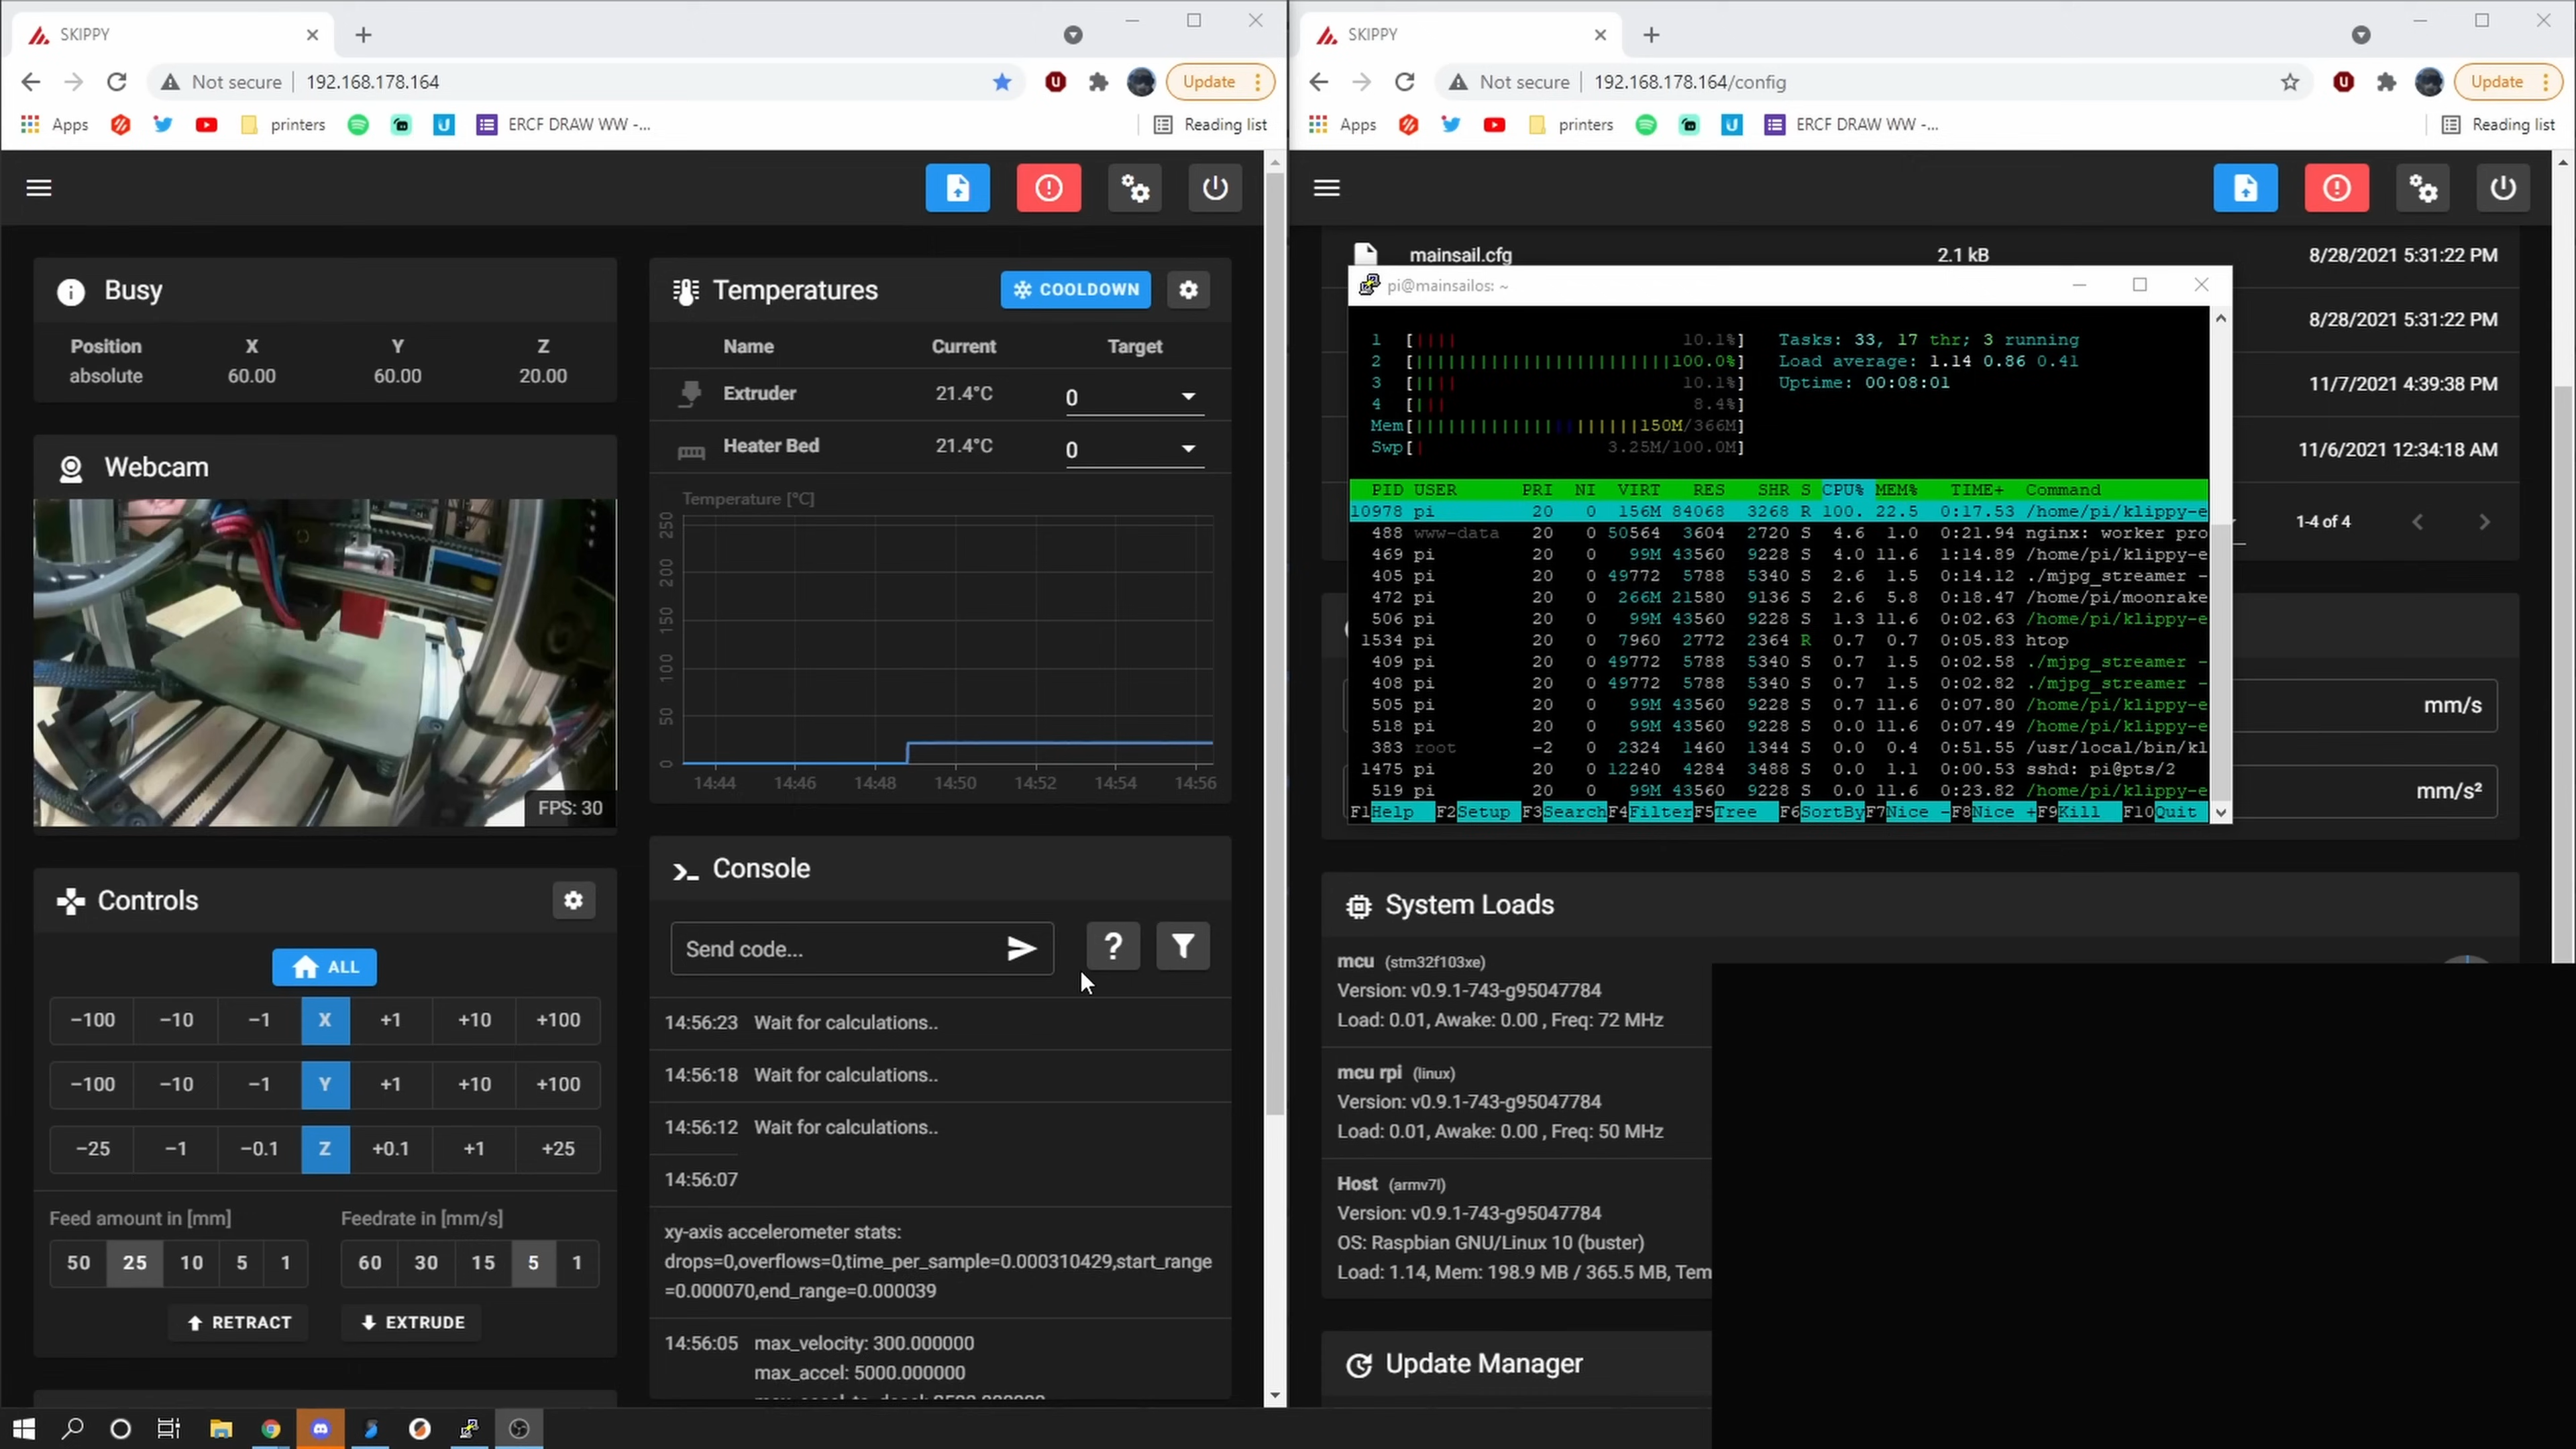 SKIPPY
Not secure
192.168.178.164
Update
Apps
printers
ERCF DRAW WW -...
Reading list
Busy
Position X Y Z
absolute 60.00 60.00 20.00
Webcam
FPS: 30
Controls
ALL
−100 −10 −1 X +1 +10 +100
−100 −10 −1 Y +1 +10 +100
−25 −1 −0.1 Z +0.1 +1 +25
Feed amount in [mm] Feedrate in [mm/s]
50 25 10 5 1 60 30 15 5 1
RETRACT EXTRUDE
Temperatures
COOLDOWN
Name Current Target
Extruder 21.4°C 0
Heater Bed 21.4°C 0
Temperature [°C]
250
200
150
100
50
0
14:44 14:46 14:48 14:50 14:52 14:54 14:56
Console
Send code...
?
14:56:23 Wait for calculations..
14:56:18 Wait for calculations..
14:56:12 Wait for calculations..
14:56:07
xy-axis accelerometer stats:
drops=0,overflows=0,time_per_sample=0.000310429,start_range
=0.000070,end_range=0.000039
14:56:05 max_velocity: 300.000000
max_accel: 5000.000000
SKIPPY
Not secure
192.168.178.164/config
Update
Apps
printers
ERCF DRAW WW -...
Reading list
mainsail.cfg 2.1 kB 8/28/2021 5:31:22 PM
8/28/2021 5:31:22 PM
11/7/2021 4:39:38 PM
11/6/2021 12:34:18 AM
1-4 of 4
mm/s
mm/s²
pi@mainsailos: ~
1 [|||| 10.1%] Tasks: 33, 17 thr; 3 running
2 [||||||||||||||||||||||||100.0%] Load average: 1.14 0.86 0.41
3 [|||| 10.1%] Uptime: 00:08:01
4 [||| 8.4%]
Mem[|||||||||||||||||||||150M/366M]
Swp[| 3.25M/100.0M]
PID USER PRI NI VIRT RES SHR S CPU% MEM% TIME+ Command
10978 pi 20 0 156M 84068 3268 R 100. 22.5 0:17.53 /home/pi/klippy-e
488 www-data 20 0 50564 3604 2720 S 4.6 1.0 0:21.94 nginx: worker pro
469 pi 20 0 99M 43560 9228 S 4.0 11.6 1:14.89 /home/pi/klippy-e
405 pi 20 0 49772 5788 5340 S 2.6 1.5 0:14.12 ./mjpg_streamer -
472 pi 20 0 266M 21580 9136 S 2.6 5.8 0:18.47 /home/pi/moonrake
506 pi 20 0 99M 43560 9228 S 1.3 11.6 0:02.63 /home/pi/klippy-e
1534 pi 20 0 7960 2772 2364 R 0.7 0.7 0:05.83 htop
409 pi 20 0 49772 5788 5340 S 0.7 1.5 0:02.58 ./mjpg_streamer -
408 pi 20 0 49772 5788 5340 S 0.7 1.5 0:02.82 ./mjpg_streamer -
505 pi 20 0 99M 43560 9228 S 0.7 11.6 0:07.80 /home/pi/klippy-e
518 pi 20 0 99M 43560 9228 S 0.0 11.6 0:07.49 /home/pi/klippy-e
383 root -2 0 2324 1460 1344 S 0.0 0.4 0:51.55 /usr/local/bin/kl
1475 pi 20 0 12240 4284 3488 S 0.0 1.1 0:00.53 sshd: pi@pts/2
519 pi 20 0 99M 43560 9228 S 0.0 11.6 0:23.82 /home/pi/klippy-e
F1Help F2Setup F3SearchF4FilterF5Tree F6SortByF7Nice -F8Nice +F9Kill F10Quit
System Loads
mcu (stm32f103xe)
Version: v0.9.1-743-g95047784
Load: 0.01, Awake: 0.00 , Freq: 72 MHz
mcu rpi (linux)
Version: v0.9.1-743-g95047784
Load: 0.01, Awake: 0.00 , Freq: 50 MHz
Host (armv7l)
Version: v0.9.1-743-g95047784
OS: Raspbian GNU/Linux 10 (buster)
Load: 1.14, Mem: 198.9 MB / 365.5 MB, Tem
Update Manager